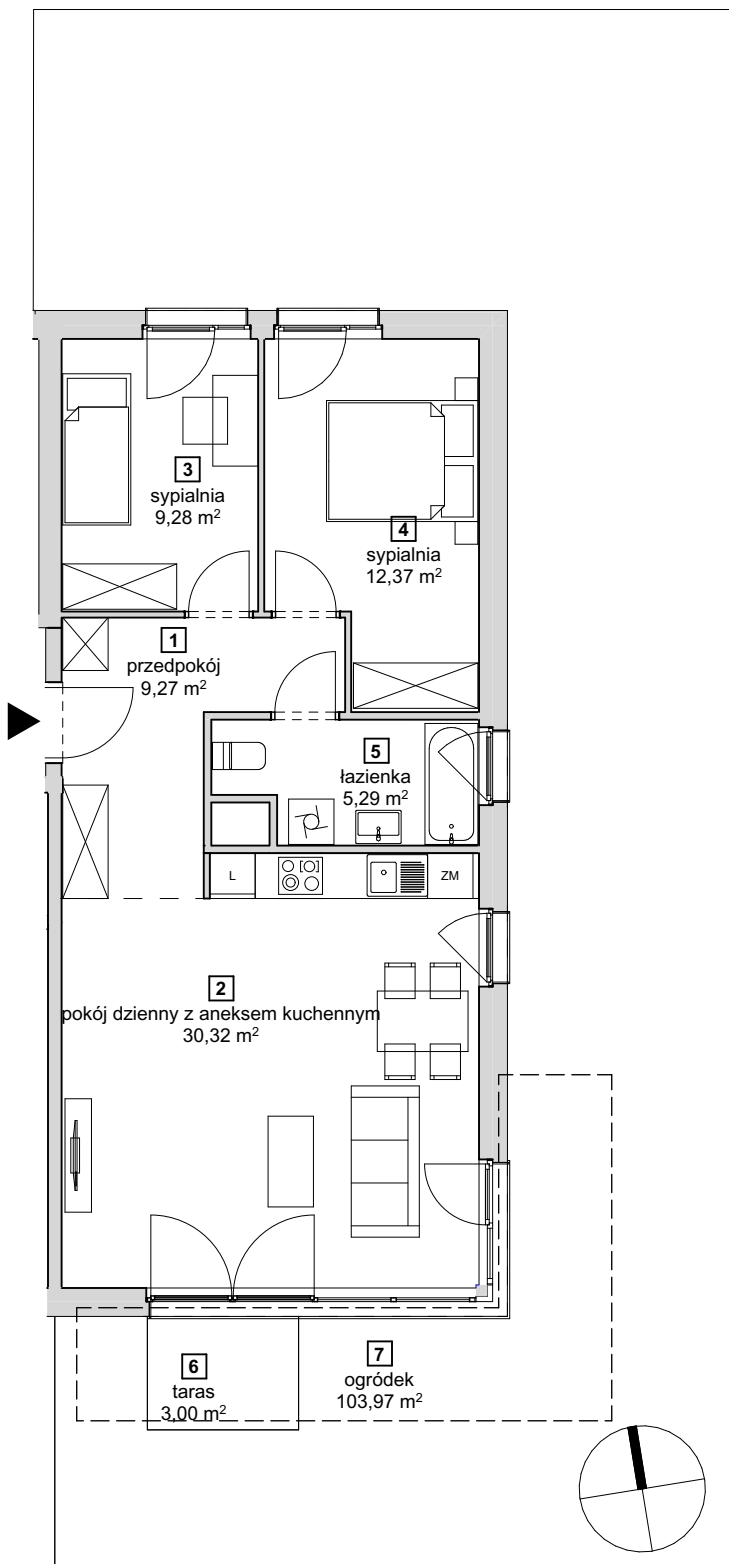 3
sypialnia
9,28 m²
4
sypialnia
12,37 m²
1
przedpokój
9,27 m²
5
łazienka
5,29 m²
L
ZM
2
pokój dzienny z aneksem kuchennym
30,32 m²
6
taras
3,00 m²
7
ogródek
103,97 m²